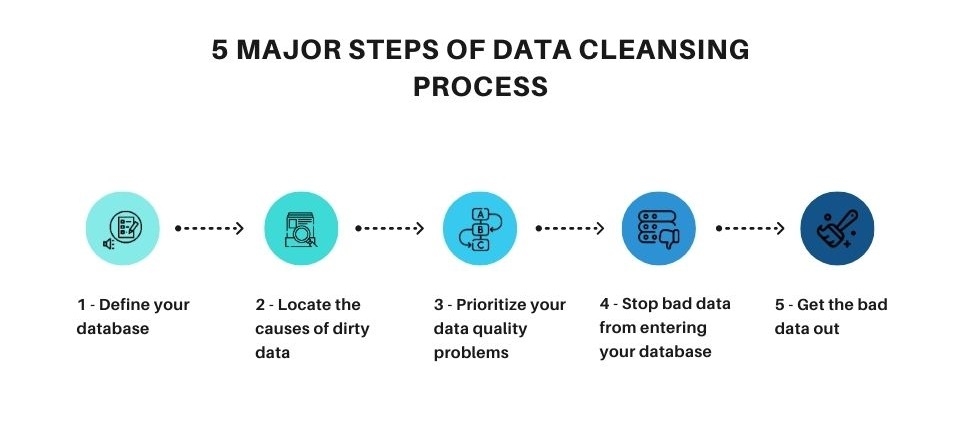 5 MAJOR STEPS OF DATA CLEANSING
PROCESS
A
B
C
1 - Define your
database
2 - Locate the
causes of dirty
data
3 - Prioritize your
data quality
problems
4 - Stop bad data
from entering
your database
5 - Get the bad
data out